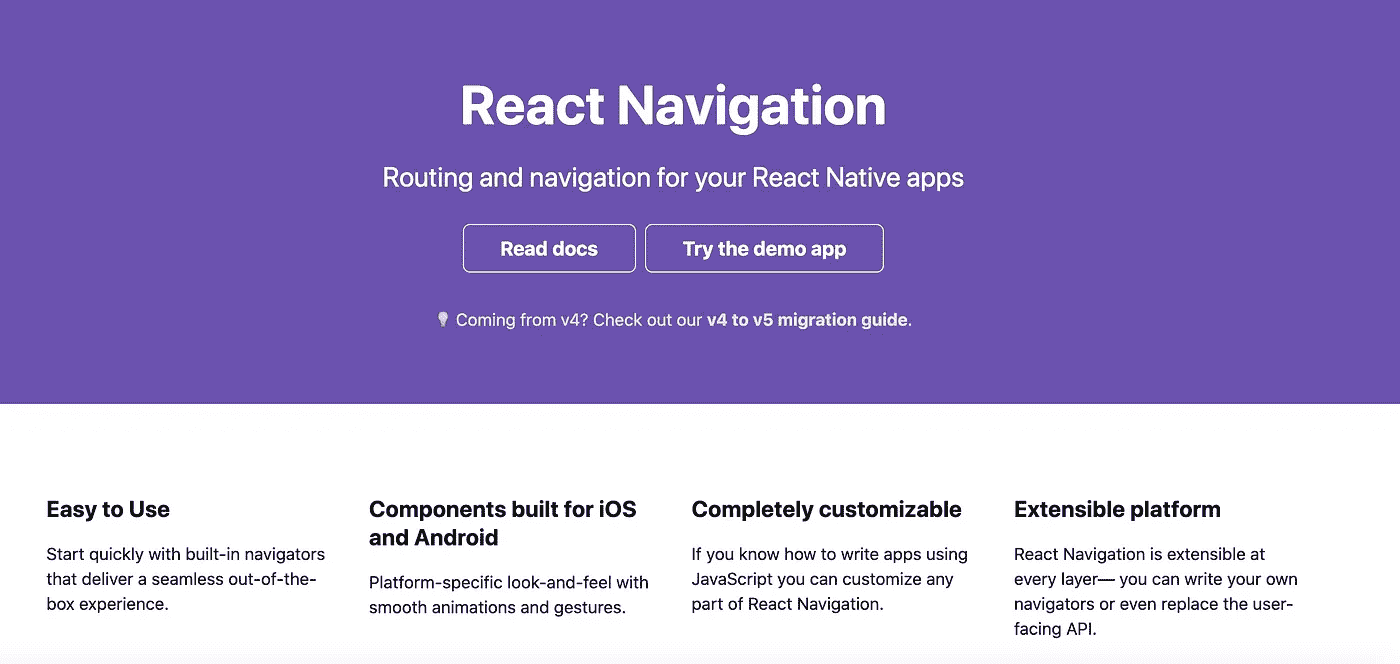 React Navigation
Routing and navigation for your React Native apps
Read docs
Try the demo app
Coming from v4? Check out our v4 to v5 migration guide.
Easy to Use
Start quickly with built-in navigators
that deliver a seamless out-of-the-
box experience.
Components built for iOS
and Android
Platform-specific look-and-feel with
smooth animations and gestures.
Completely customizable
If you know how to write apps using
JavaScript you can customize any
part of React Navigation.
Extensible platform
React Navigation is extensible at
every layer— you can write your own
navigators or even replace the user-
facing API.